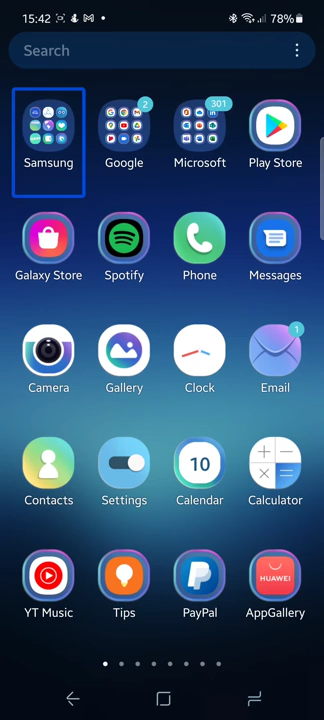 15:42
78%
Search
2
301
Samsung
Google
Microsoft
Play Store
Galaxy Store
Spotify
Phone
Messages
1
Camera
Gallery
Clock
Email
10
Contacts
Settings
Calendar
Calculator
HUAWEI
YT Music
Tips
PayPal
AppGallery